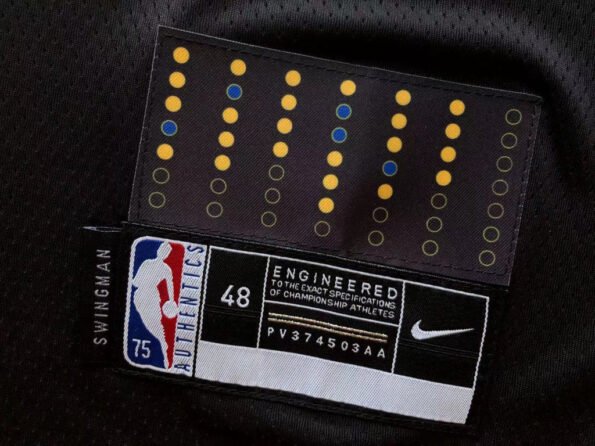 SWINGMAN
75
AUTHENTICS
48
ENGINEERED
TO THE EXACT SPECIFICATIONS
OF CHAMPIONSHIP ATHLETES
PV374503AA